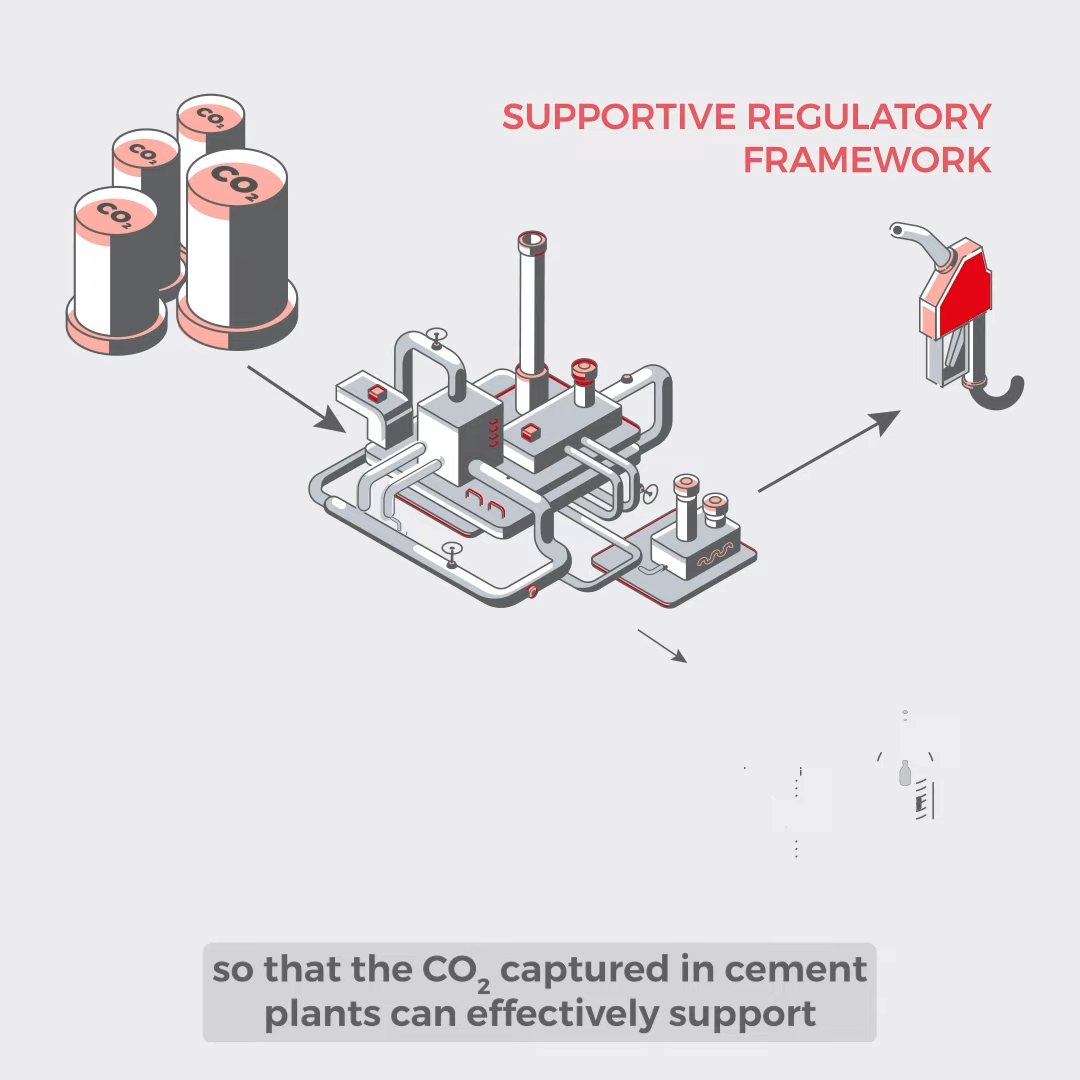 SUPPORTIVE REGULATORY
FRAMEWORK
CO₂
CO₂
CO₂
CO₂
so that the CO₂ captured in cement
plants can effectively support